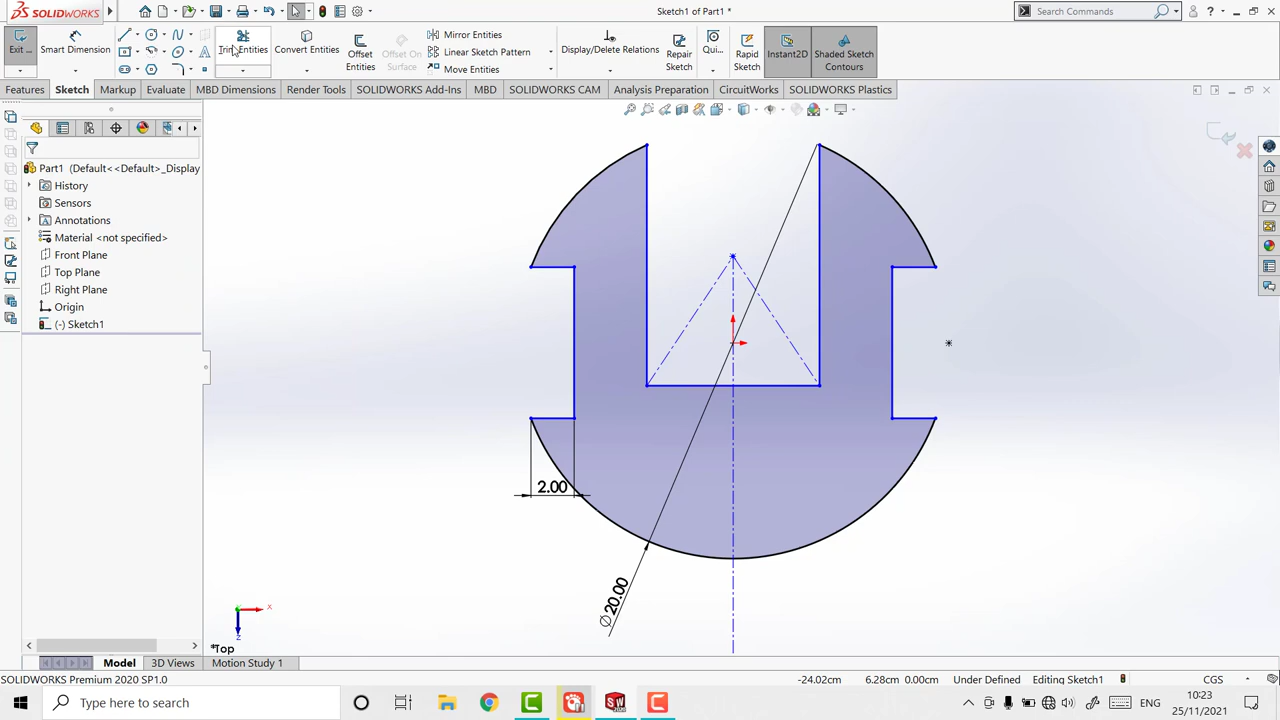 SOLIDWORKS
Sketch1 of Part1 *
Search Commands
Exit ...
Smart Dimension
Trim Entities
Convert Entities
Offset Entities
Offset On Surface
Mirror Entities
Linear Sketch Pattern
Move Entities
Display/Delete Relations
Repair Sketch
Qui...
Rapid Sketch
Instant2D
Shaded Sketch Contours
Features
Sketch
Markup
Evaluate
MBD Dimensions
Render Tools
SOLIDWORKS Add-Ins
MBD
SOLIDWORKS CAM
Analysis Preparation
CircuitWorks
SOLIDWORKS Plastics
Part1 (Default<<Default>_Display
History
Sensors
Annotations
Material <not specified>
Front Plane
Top Plane
Right Plane
Origin
(-) Sketch1
2.00
⌀20.00
X
Z
*Top
Model
3D Views
Motion Study 1
SOLIDWORKS Premium 2020 SP1.0
-24.02cm
6.28cm 0.00cm
Under Defined
Editing Sketch1
CGS
Type here to search
ENG
10:23
25/11/2021